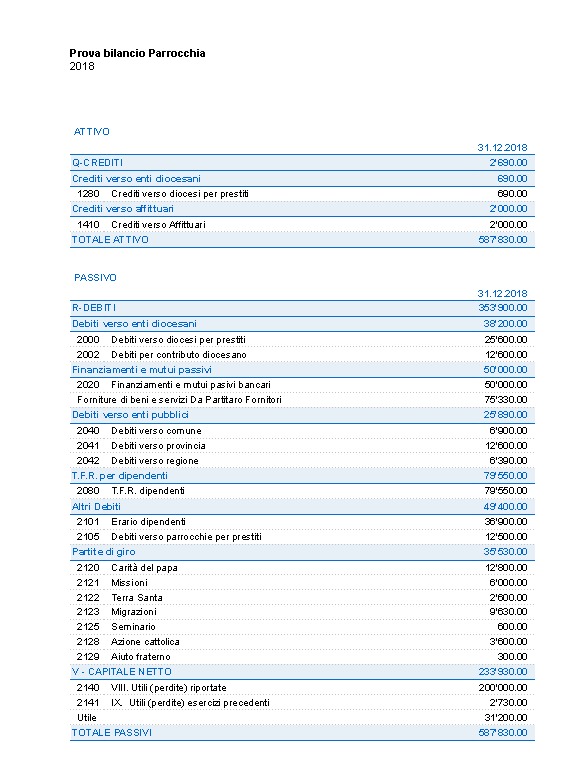 Prova bilancio Parrocchia
2018
ATTIVO
31.12.2018
Q-CREDITI 2'690.00
Crediti verso enti diocesani 690.00
1280 Crediti verso diocesi per prestiti 690.00
Crediti verso affittuari 2'000.00
1410 Crediti verso Affittuari 2'000.00
TOTALE ATTIVO 587'830.00
PASSIVO
31.12.2018
R-DEBITI 353'900.00
Debiti verso enti diocesani 38'200.00
2000 Debiti verso diocesi per prestiti 25'600.00
2002 Debiti per contributo diocesano 12'600.00
Finanziamenti e mutui passivi 50'000.00
2020 Finanziamenti e mutui pasivi bancari 50'000.00
Forniture di beni e servizi Da Partitaro Fornitori 75'330.00
Debiti verso enti pubblici 25'890.00
2040 Debiti verso comune 6'900.00
2041 Debiti verso provincia 12'600.00
2042 Debiti verso regione 6'390.00
T.F.R. per dipendenti 79'550.00
2080 T.F.R. dipendenti 79'550.00
Altri Debiti 49'400.00
2101 Erario dipendenti 36'900.00
2105 Debiti verso parrocchie per prestiti 12'500.00
Partite di giro 35'530.00
2120 Carità del papa 12'800.00
2121 Missioni 6'000.00
2122 Terra Santa 2'600.00
2123 Migrazioni 9'630.00
2125 Seminario 600.00
2128 Azione cattolica 3'600.00
2129 Aiuto fraterno 300.00
V - CAPITALE NETTO 233'930.00
2140 VIII. Utili (perdite) riportate 200'000.00
2141 IX. Utili (perdite) esercizi precedenti 2'730.00
Utile 31'200.00
TOTALE PASSIVI 587'830.00